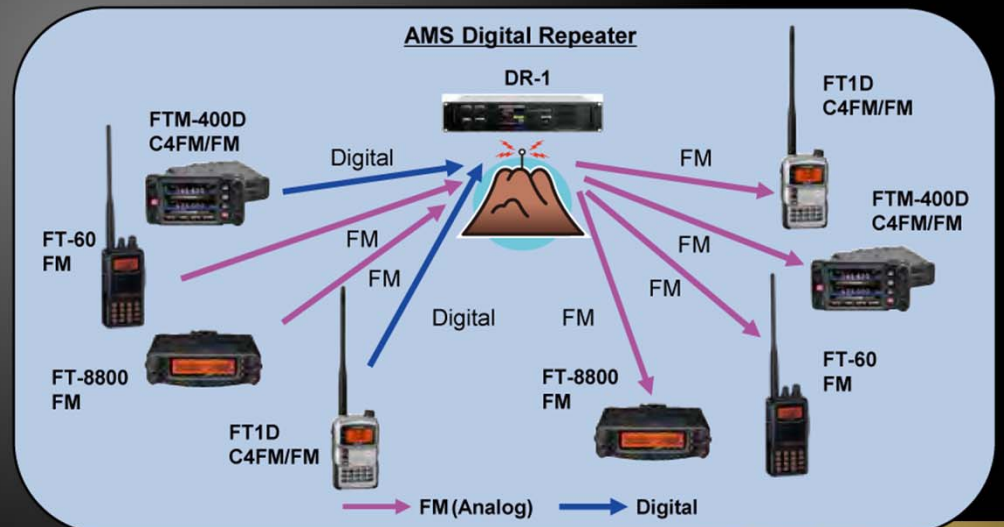 AMS Digital Repeater
DR-1
FTM-400D
C4FM/FM
Digital
FT-60
FM
FM
FM
FT-8800
FM
FT1D
C4FM/FM
Digital
FM
FT1D
C4FM/FM
FM
FTM-400D
C4FM/FM
FM
FM
FT-60
FM
FT-8800
FM
FM (Analog)
Digital